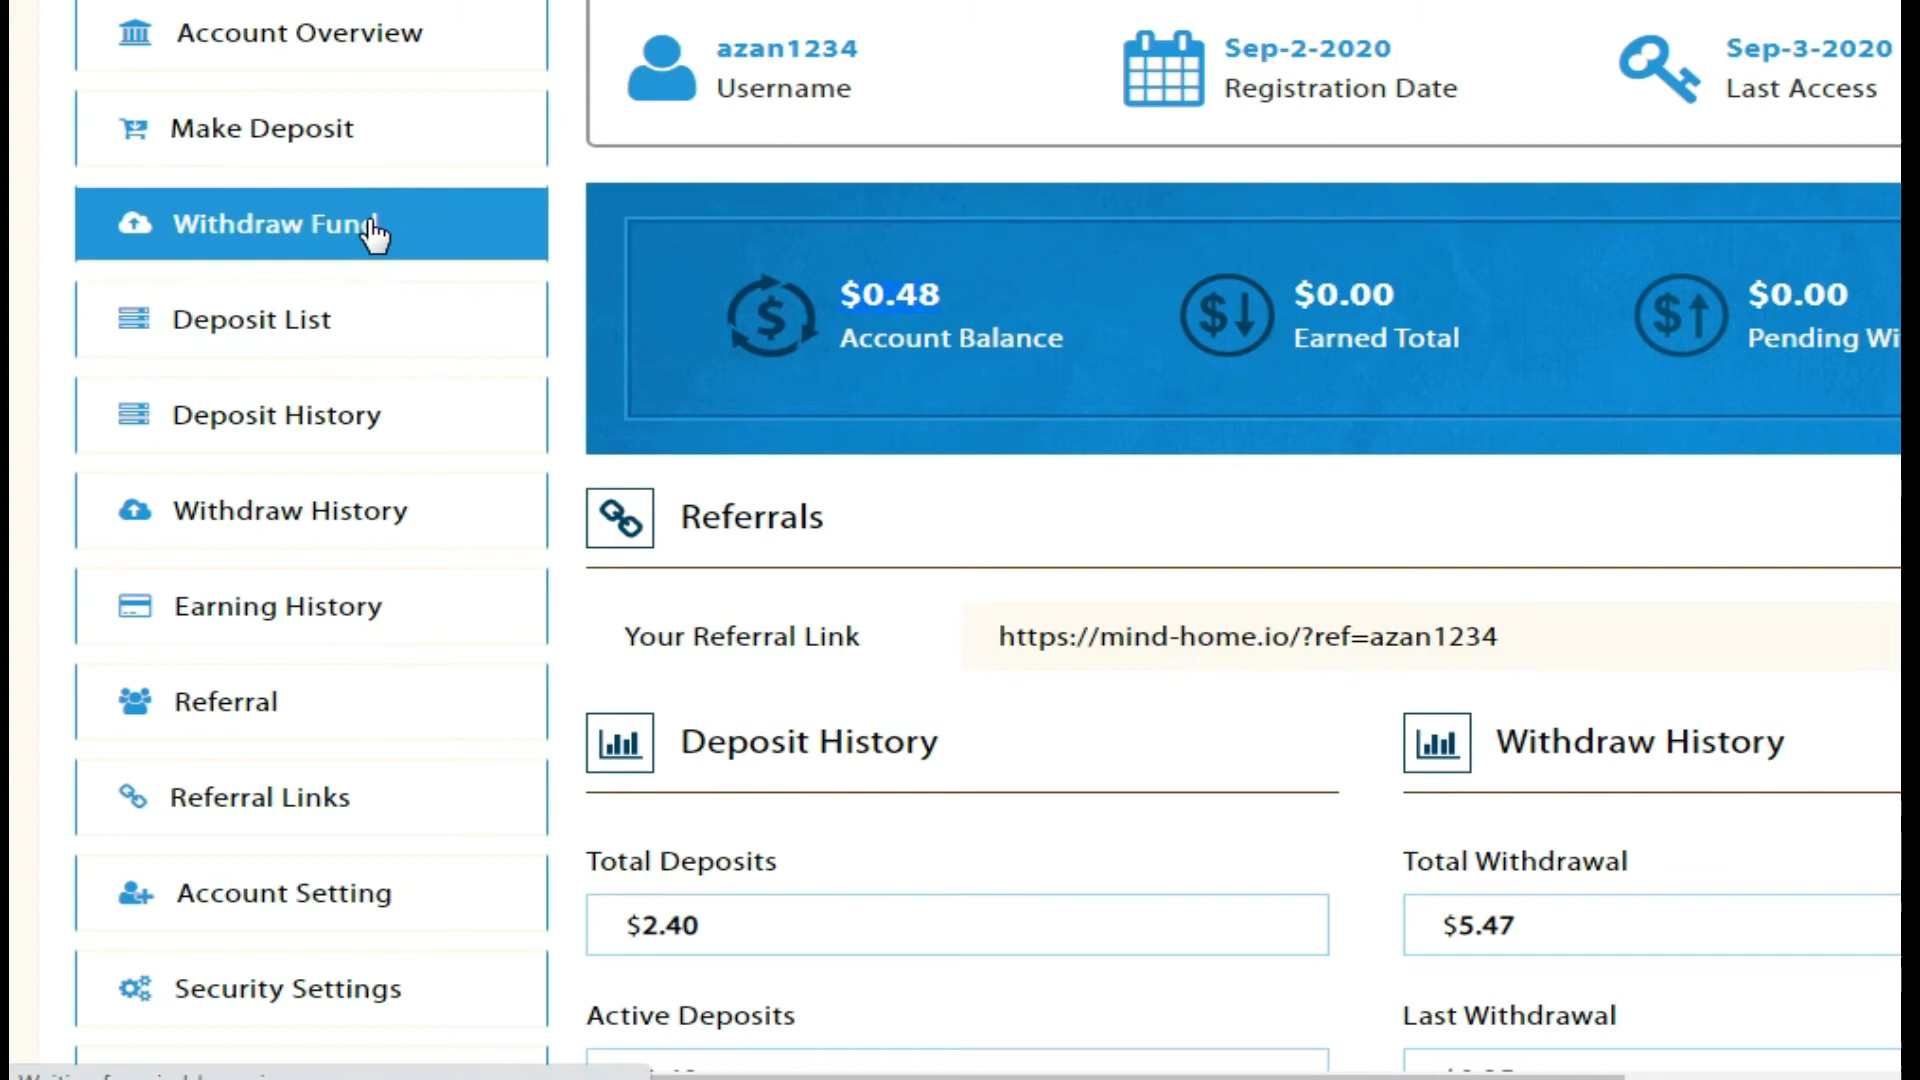 Account Overview
azan1234
Username
Sep-2-2020
Registration Date
Sep-3-2020
Last Access
Make Deposit
Withdraw Fund
Deposit List
Deposit History
Withdraw History
Earning History
Referral
Referral Links
Account Setting
Security Settings
$0.48
Account Balance
$0.00
Earned Total
$0.00
Pending Wi
Referrals
Your Referral Link
https://mind-home.io/?ref=azan1234
Deposit History
Withdraw History
Total Deposits
$2.40
Total Withdrawal
$5.47
Active Deposits
Last Withdrawal